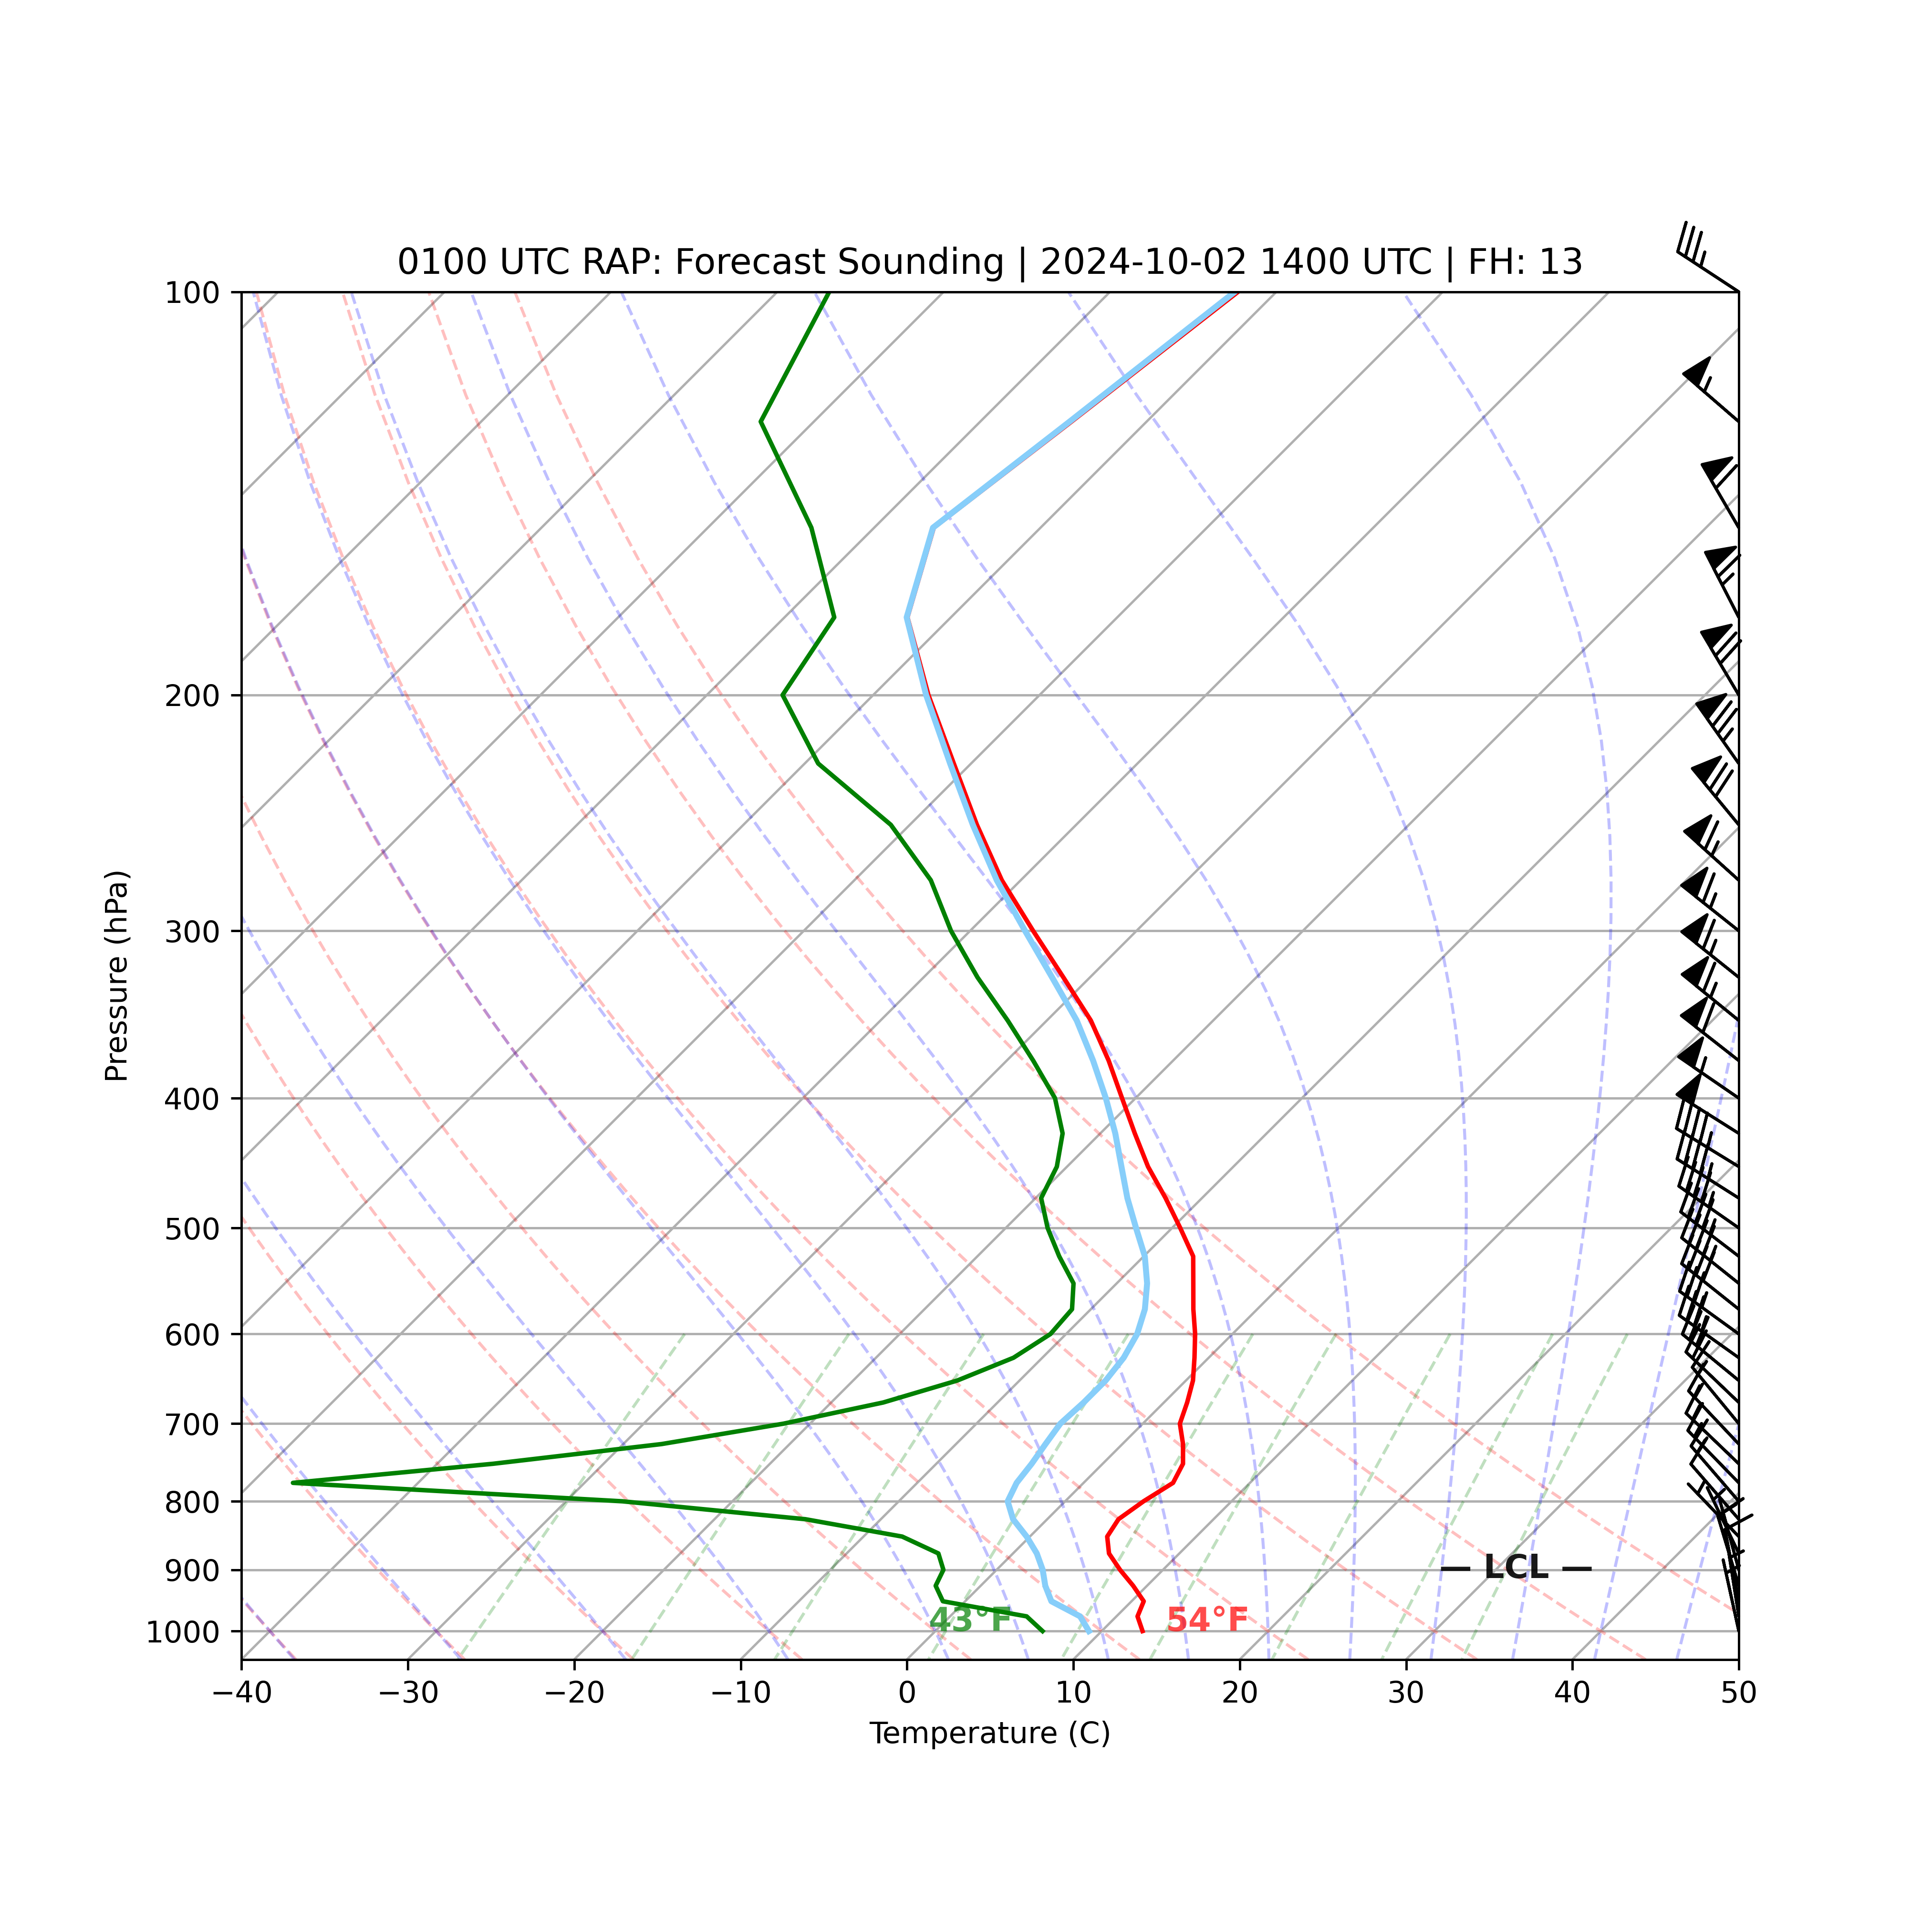 0100 UTC RAP: Forecast Sounding | 2024-10-02 1400 UTC | FH: 13
100
200
300
400
500
600
700
800
900
1000
Pressure (hPa)
— LCL —
43°F
54°F
−40 −30 −20 −10 0 10 20 30 40 50
Temperature (C)